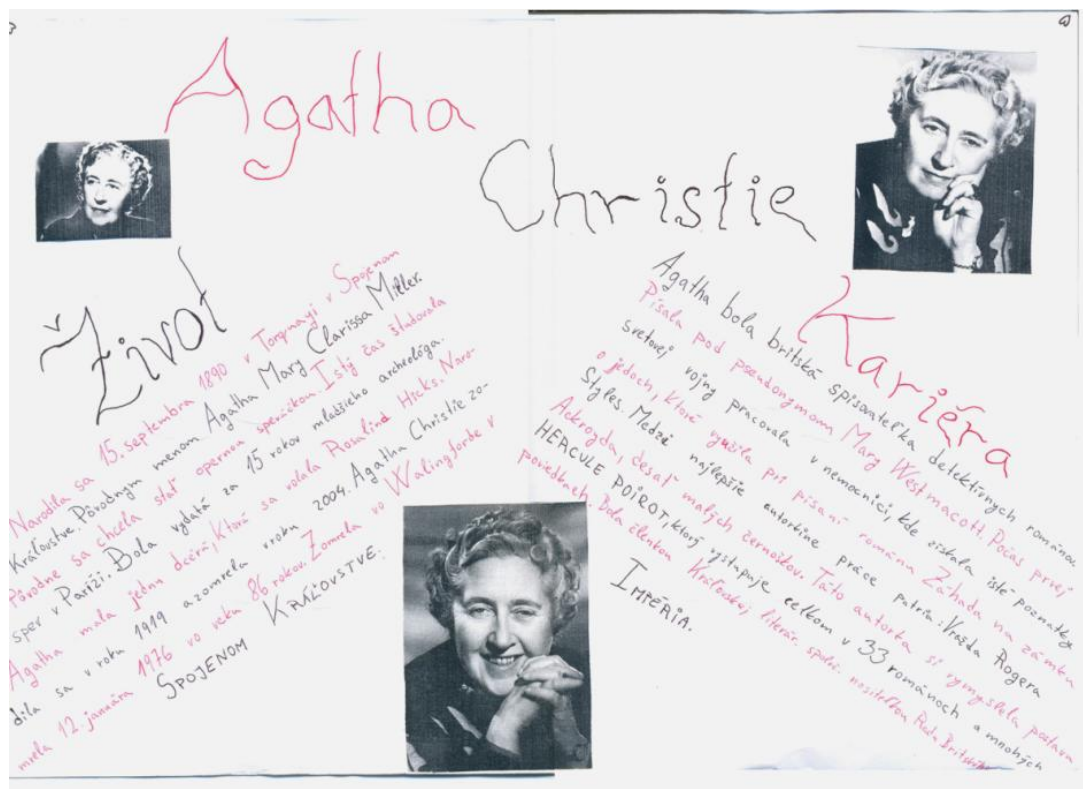 Agatha
Christie
Život
Narodila sa 15. septembra 1890 v Torquayi v Spojenom
Kráľovstve. Pôvodným menom Agatha Mary Clarissa Miller.
Pôvodne sa chcela stať opernou speváčkou. Istý čas študovala
spev v Paríži. Bola vydatá za 15 rokov mladšieho archeológa.
Agatha mala jednu dcéru, Ktorá sa volala Rosalind Hicks. Naro-
dila sa v roku 1919 a zomrela v roku 2004. Agatha Christie zo-
mrela 12. januára 1976 vo veku 86 rokov. Zomrela vo Walingforde v
SPOJENOM KRÁĽOVSTVE.
Kariéra
Agatha bola britská spisovateľka detektívnych románov.
Písala pod pseudonymom Mary Westmacott. Počas prvej
svetovej vojny pracovala v nemocnici, kde získala isté poznatky
o jedoch, ktoré využila pri písaní románu Záhada na zámku
Styles. Medzi najlepšie autorkine práce patria: Vražda Rogera
Ackroyda, desať malých černoškov. Táto autorka si vymyslela postavu
HERCULE POIROT, ktorý vystupuje celkom v 33 románoch a mnohých
poviedkach. Bola členkou Kráľovskej literár. spoloč. nositeľkou Radu Britského
IMPÉRIA.